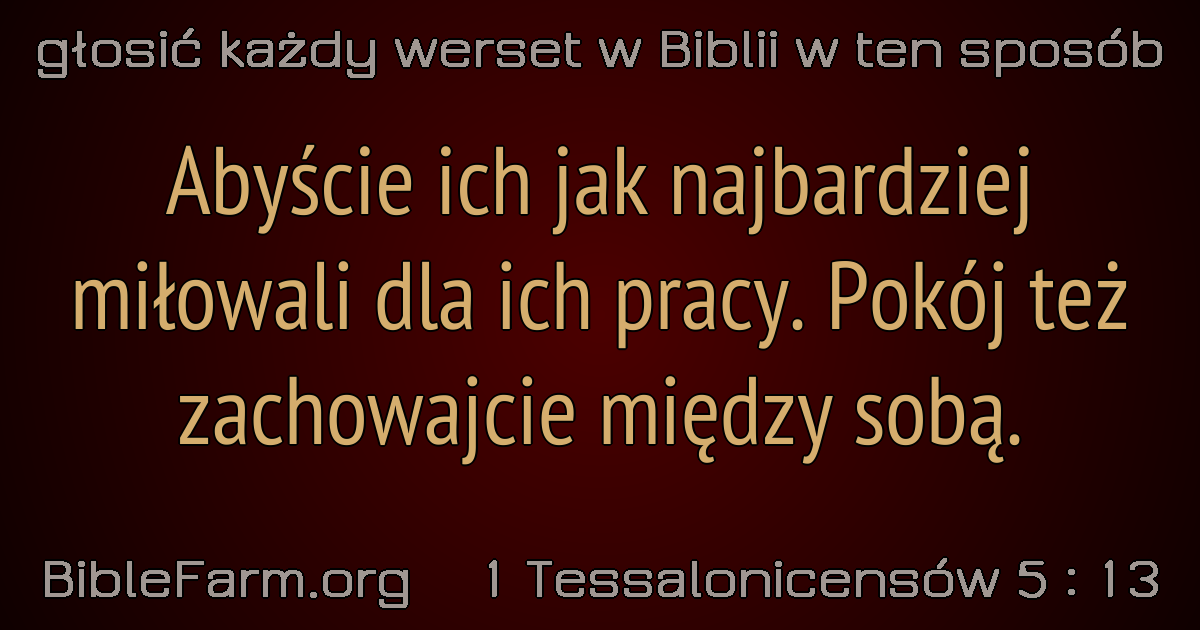 głosić każdy werset w Biblii w ten sposób
Abyście ich jak najbardziej
miłowali dla ich pracy. Pokój też
zachowajcie między sobą.
BibleFarm.org 1 Tessalonicensów 5 : 13